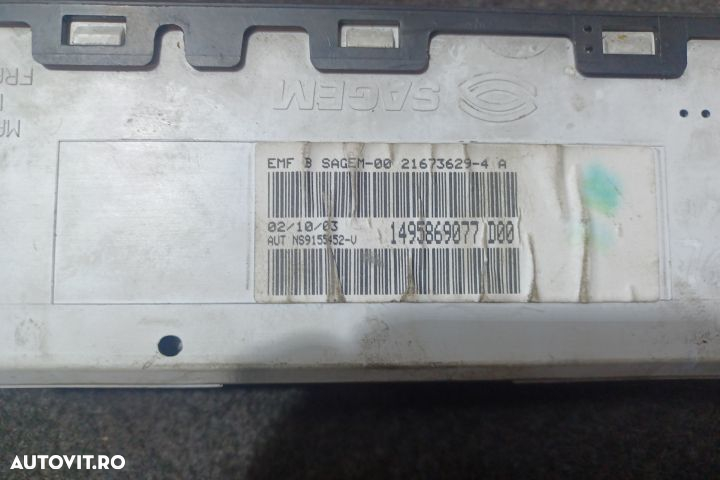 SAGEM
EMF B SAGEM-00 21673629-4 A
02/10/03
AUT NS9155452-V
1495869077 D00
AUTOVIT.RO